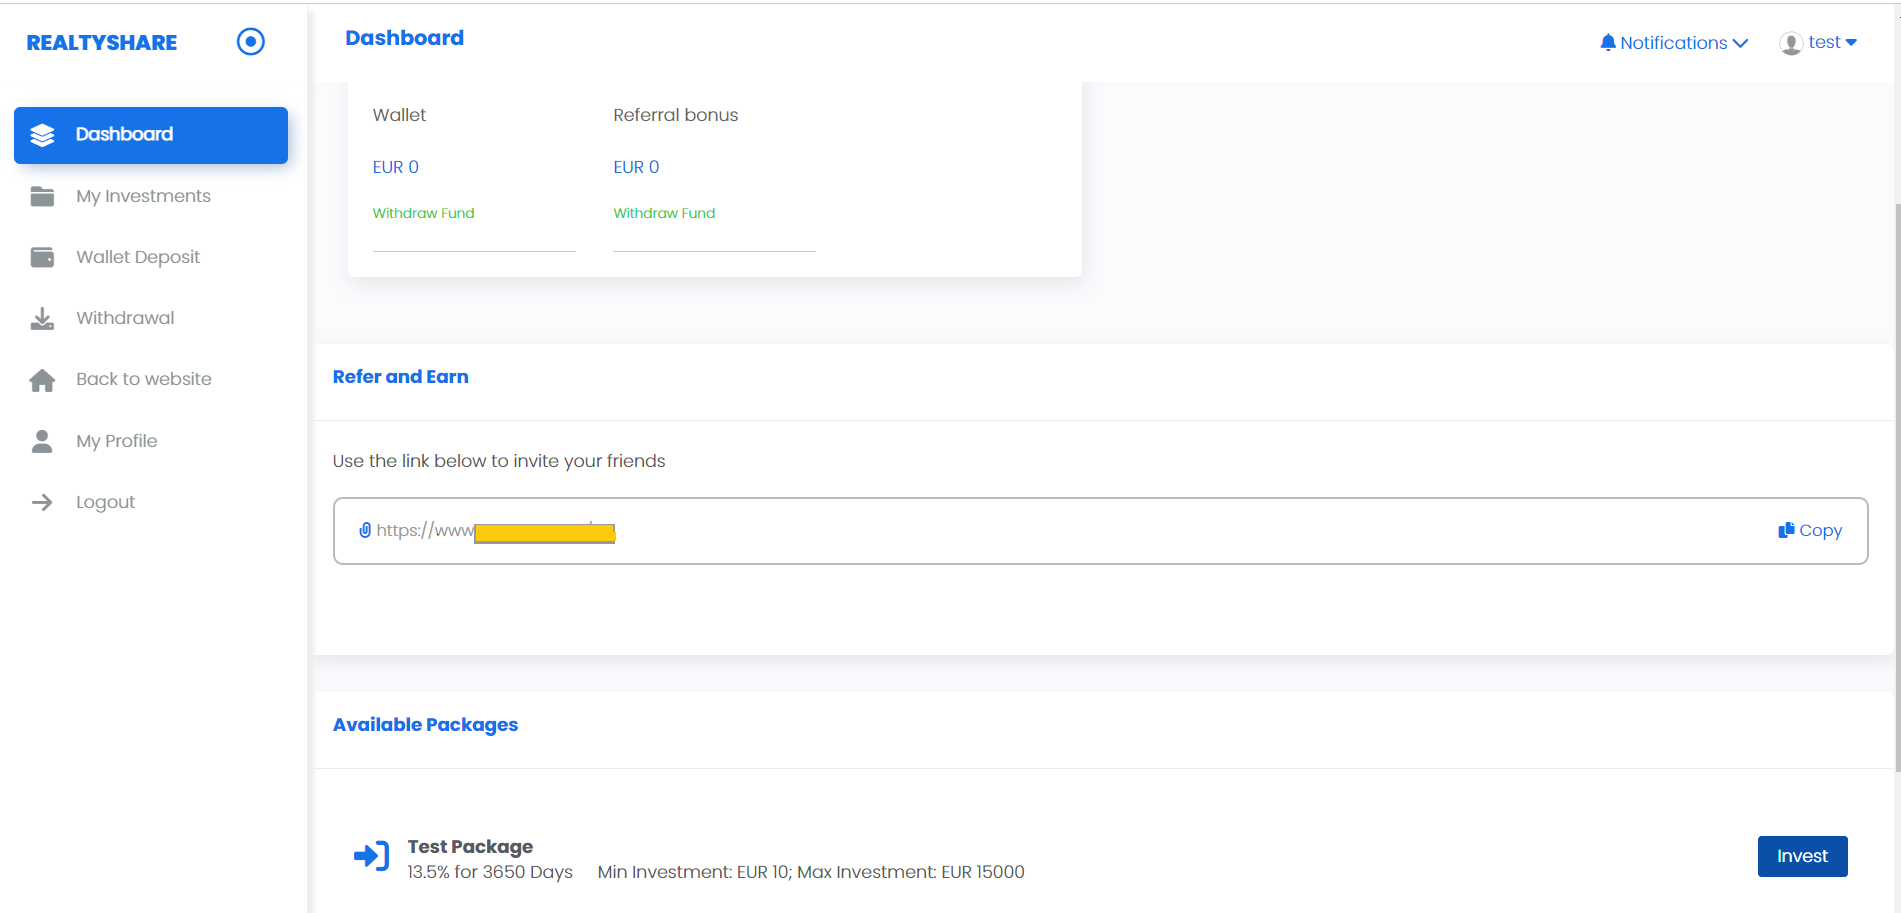 REALTYSHARE
Dashboard
My Investments
Wallet Deposit
Withdrawal
Back to website
My Profile
Logout
Dashboard
Notifications
test
Wallet
Referral bonus
EUR 0
EUR 0
Withdraw Fund
Withdraw Fund
Refer and Earn
Use the link below to invite your friends
https://www
Copy
Available Packages
Test Package
13.5% for 3650 Days Min Investment: EUR 10; Max Investment: EUR 15000
Invest